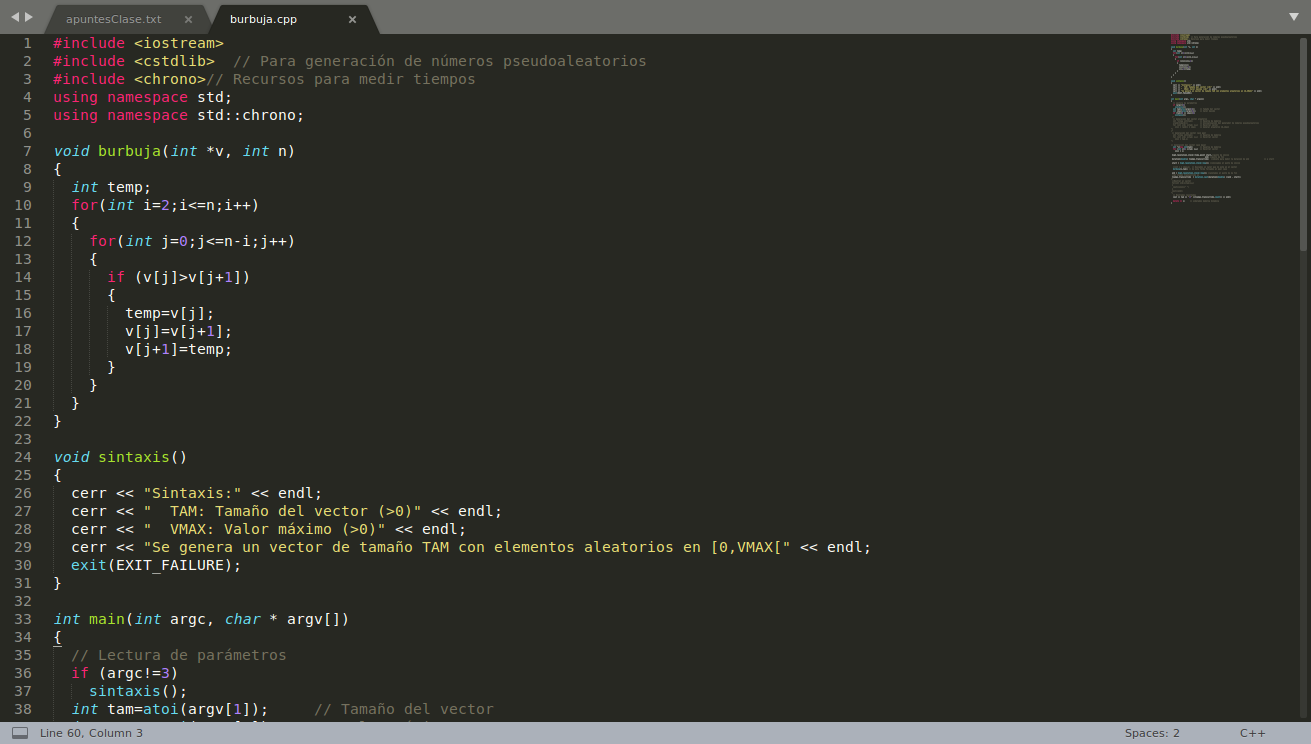 apuntesClase.txt × burbuja.cpp ×
1 #include <iostream>
2 #include <cstdlib>  // Para generación de números pseudoaleatorios
3 #include <chrono>// Recursos para medir tiempos
4 using namespace std;
5 using namespace std::chrono;
6
7 void burbuja(int *v, int n)
8 {
9   int temp;
10   for(int i=2;i<=n;i++)
11   {
12     for(int j=0;j<=n-i;j++)
13     {
14       if (v[j]>v[j+1])
15       {
16         temp=v[j];
17         v[j]=v[j+1];
18         v[j+1]=temp;
19       }
20     }
21   }
22 }
23
24 void sintaxis()
25 {
26   cerr << "Sintaxis:" << endl;
27   cerr << "  TAM: Tamaño del vector (>0)" << endl;
28   cerr << "  VMAX: Valor máximo (>0)" << endl;
29   cerr << "Se genera un vector de tamaño TAM con elementos aleatorios en [0,VMAX[" << endl;
30   exit(EXIT_FAILURE);
31 }
32
33 int main(int argc, char * argv[])
34 {
35   // Lectura de parámetros
36   if (argc!=3)
37     sintaxis();
38   int tam=atoi(argv[1]);     // Tamaño del vector
Line 60, Column 3 Spaces: 2 C++